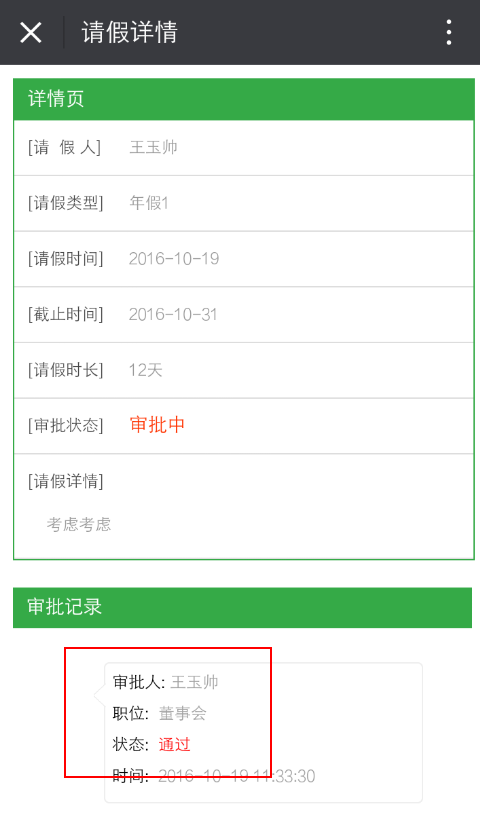 请假详情
详情页
[请 假 人] 王玉帅
[请假类型] 年假1
[请假时间] 2016-10-19
[截止时间] 2016-10-31
[请假时长] 12天
[审批状态] 审批中
[请假详情]
考虑考虑
审批记录
审批人: 王玉帅
职位: 董事会
状态: 通过
时间: 2016-10-19 11:33:30